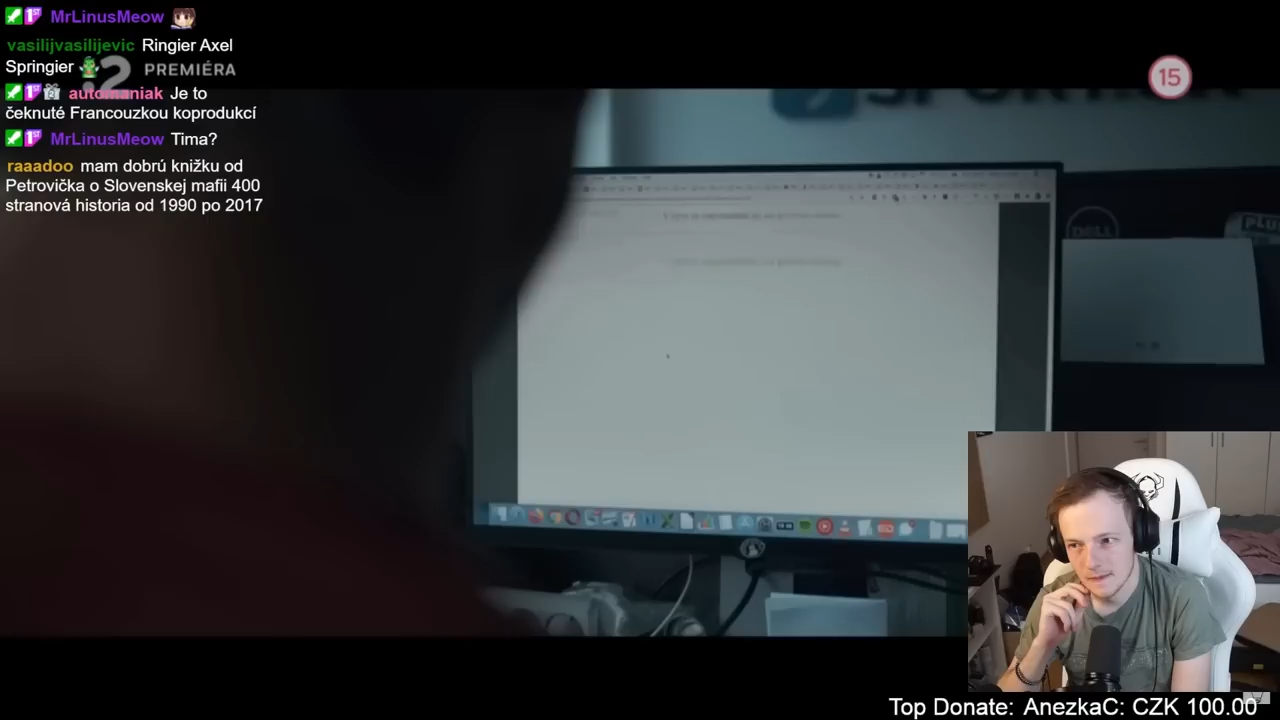 MrLinusMeow
vasilijvasilijevic Ringier Axel
Springier
:2 PREMIÉRA
15
automaniak Je to
čeknuté Francouzkou koprodukcí
MrLinusMeow Tima?
raaadoo mam dobrú knižku od
Petrovička o Slovenskej mafii 400
stranová historia od 1990 po 2017
DELL
Top Donate: AnezkaC: CZK 100.00